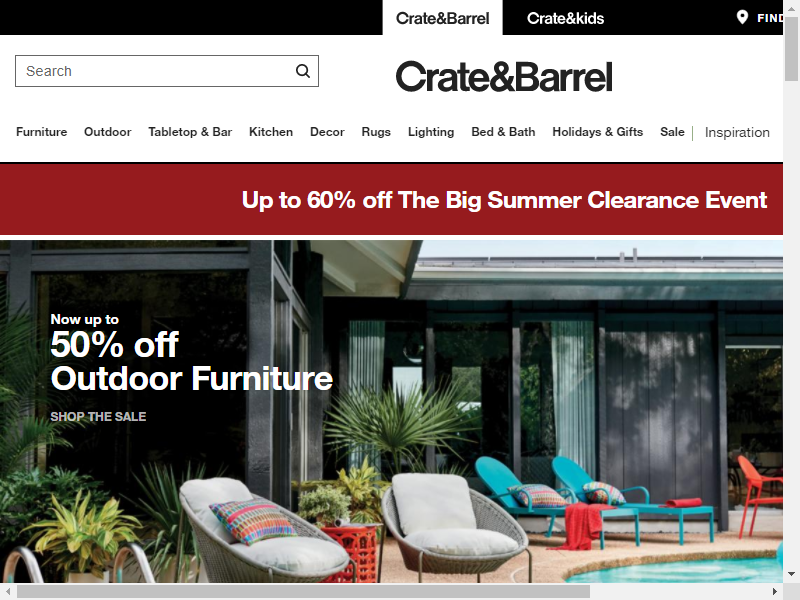 Crate&Barrel Crate&kids
Search
Crate&Barrel
Furniture Outdoor Tabletop & Bar Kitchen Decor Rugs Lighting Bed & Bath Holidays & Gifts Sale Inspiration
Up to 60% off The Big Summer Clearance Event
Now up to
50% off
Outdoor Furniture
SHOP THE SALE